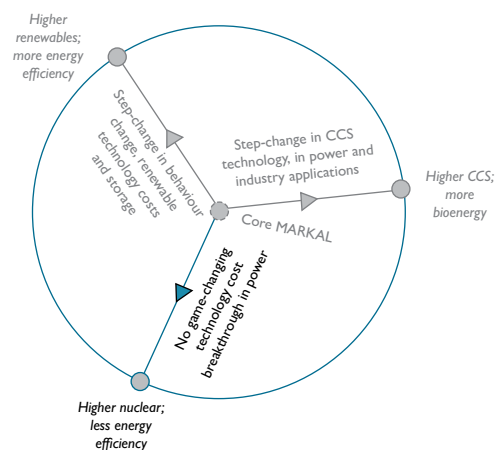 Higher
renewables;
more energy
efficiency
Step-change in behaviour
change, renewable
technology costs
and storage
Step-change in CCS
technology, in power and
industry applications
Higher CCS;
more
bioenergy
Core MARKAL
No game-changing
technology cost
breakthrough in power
Higher nuclear;
less energy
efficiency